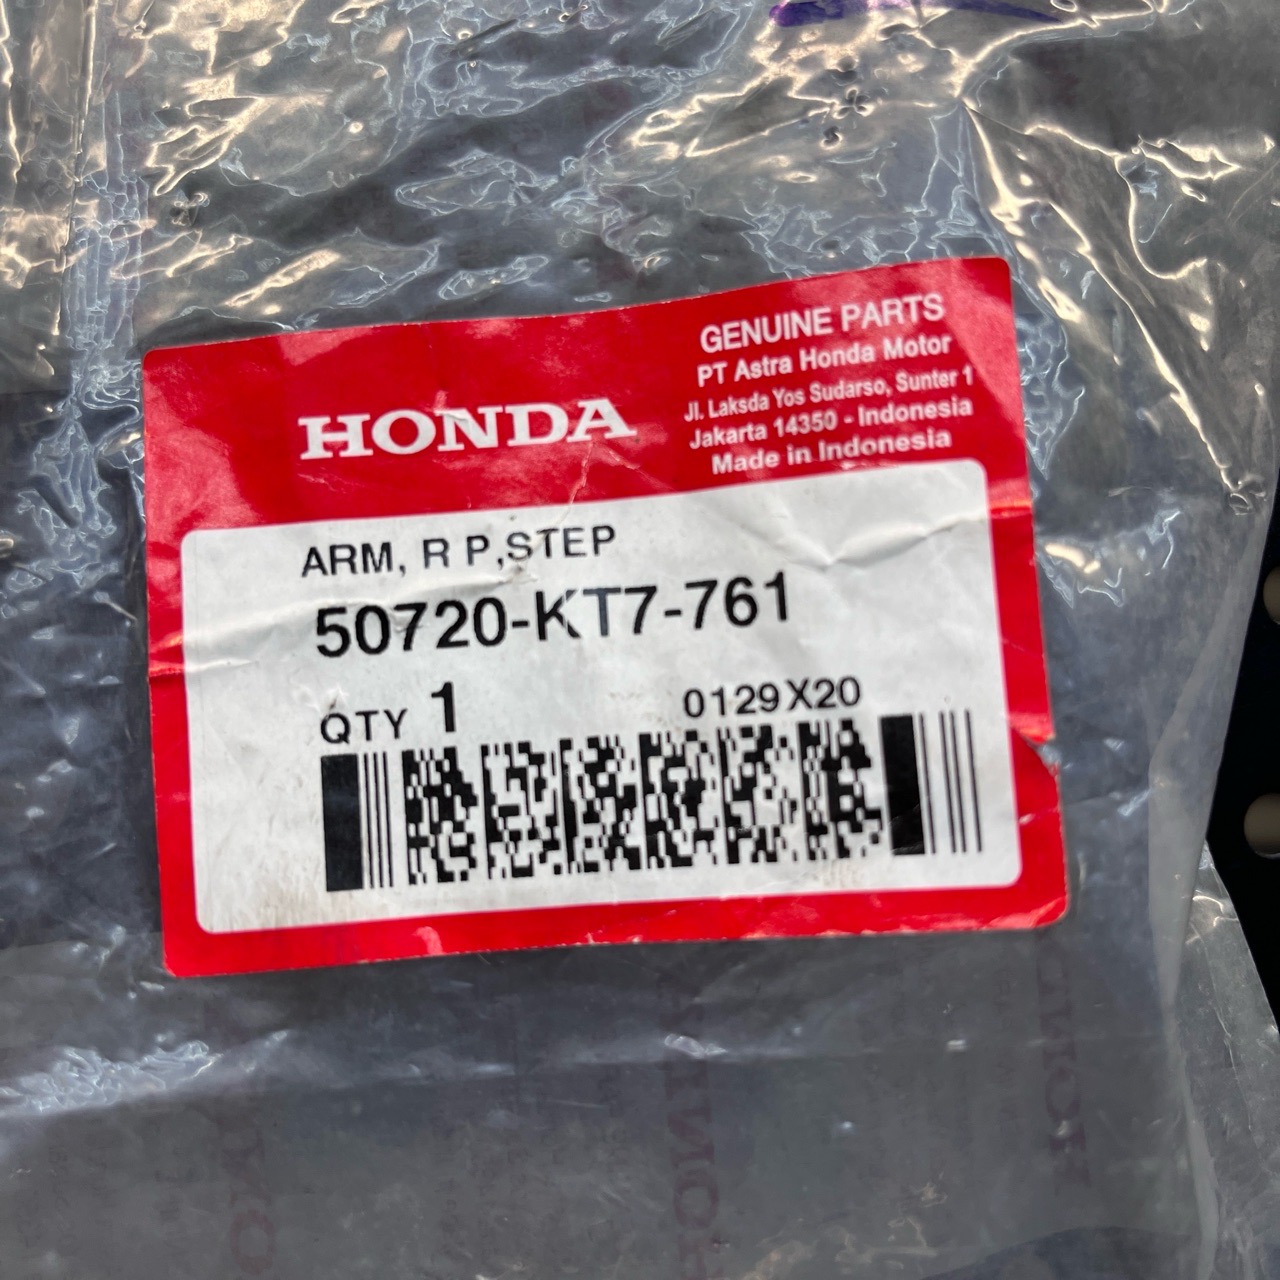 HONDA
GENUINE PARTS
PT Astra Honda Motor
Jl. Laksda Yos Sudarso, Sunter 1
Jakarta 14350 - Indonesia
Made in Indonesia
ARM, R P,STEP
50720-KT7-761
QTY 1
0129X20